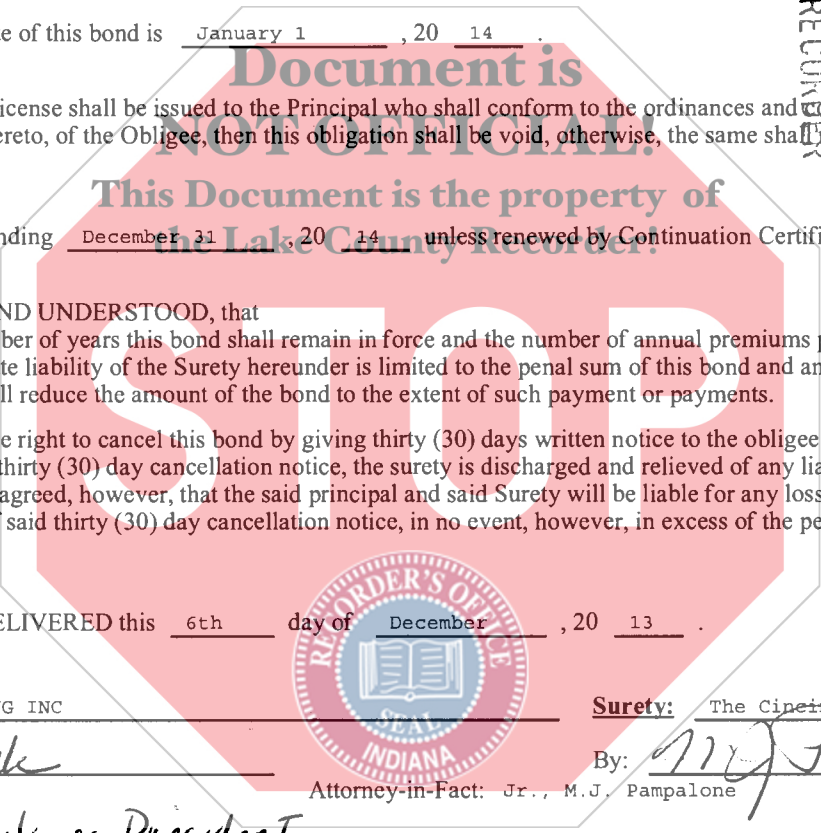 e of this bond is January 1 , 20 14 .
RECORDER
Document is
icense shall be issued to the Principal who shall conform to the ordinances and
NOT OFFICIAL!
ereto, of the Obligee, then this obligation shall be void, otherwise, the same shall
This Document is the property of
nding December 31 , 20 14 unless renewed by Continuation Certifi
the Lake County Recorder!
ND UNDERSTOOD, that
ber of years this bond shall remain in force and the number of annual premiums p
te liability of the Surety hereunder is limited to the penal sum of this bond and an
ll reduce the amount of the bond to the extent of such payment or payments.
STOP
e right to cancel this bond by giving thirty (30) days written notice to the obligee
thirty (30) day cancellation notice, the surety is discharged and relieved of any lia
agreed, however, that the said principal and said Surety will be liable for any loss
f said thirty (30) day cancellation notice, in no event, however, in excess of the pe
RECORDER'S OFFICE
SEAL
INDIANA
ELIVERED this 6th day of December , 20 13 .
G INC Surety: The Cinci
By:
Attorney-in-Fact: Jr., M.J. Pampalone
President